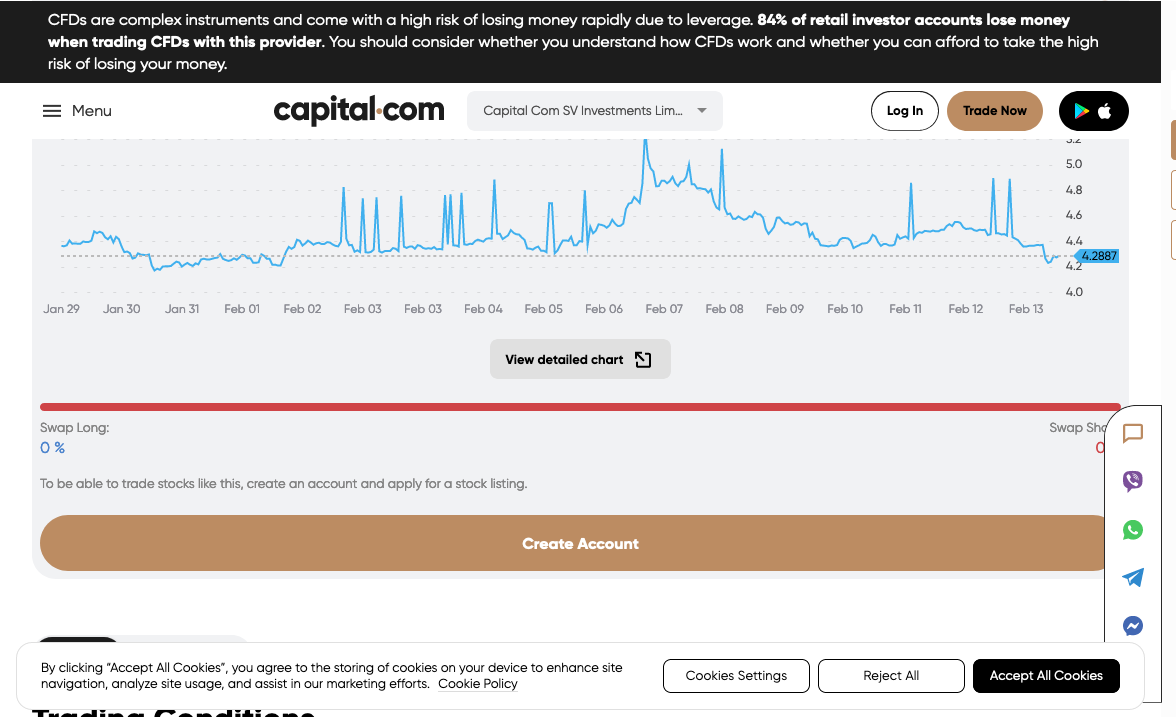 CFDs are complex instruments and come with a high risk of losing money rapidly due to leverage. 84% of retail investor accounts lose money
when trading CFDs with this provider. You should consider whether you understand how CFDs work and whether you can afford to take the high
risk of losing your money.
Menu
capital.com
Capital Com SV Investments Lim...
Log In
Trade Now
5.2
5.0
4.8
4.6
4.4
4.2887
4.2
4.0
Jan 29 Jan 30 Jan 31 Feb 01 Feb 02 Feb 03 Feb 03 Feb 04 Feb 05 Feb 06 Feb 07 Feb 08 Feb 09 Feb 10 Feb 11 Feb 12 Feb 13
View detailed chart
Swap Long: Swap Sho
0 % 0
To be able to trade stocks like this, create an account and apply for a stock listing.
Create Account
By clicking “Accept All Cookies”, you agree to the storing of cookies on your device to enhance site
navigation, analyze site usage, and assist in our marketing efforts. Cookie Policy
Cookies Settings
Reject All
Accept All Cookies
Trading Conditions